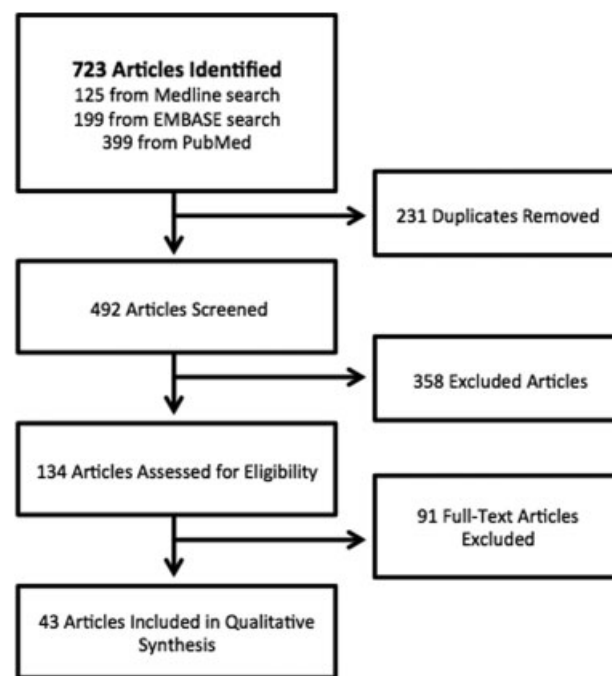 723 Articles Identified
125 from Medline search
199 from EMBASE search
399 from PubMed
231 Duplicates Removed
492 Articles Screened
358 Excluded Articles
134 Articles Assessed for Eligibility
91 Full-Text Articles
Excluded
43 Articles Included in Qualitative
Synthesis